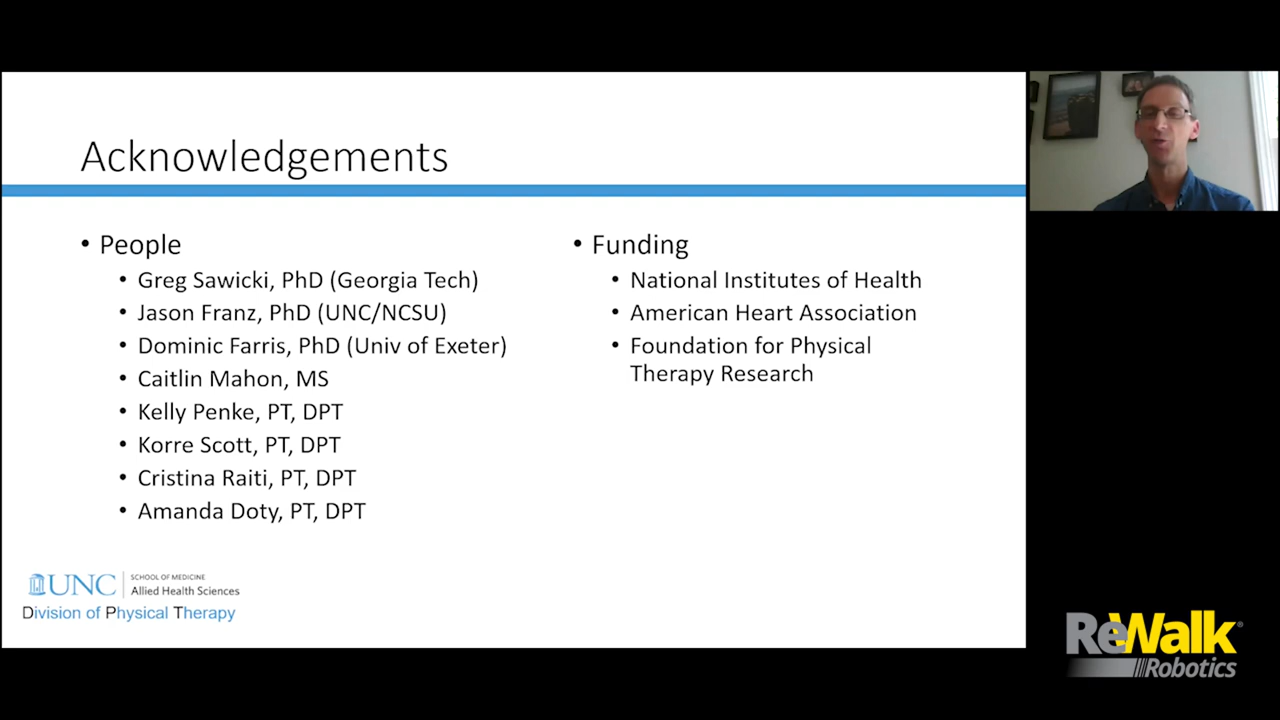 Acknowledgements
• People
• Greg Sawicki, PhD (Georgia Tech)
• Jason Franz, PhD (UNC/NCSU)
• Dominic Farris, PhD (Univ of Exeter)
• Caitlin Mahon, MS
• Kelly Penke, PT, DPT
• Korre Scott, PT, DPT
• Cristina Raiti, PT, DPT
• Amanda Doty, PT, DPT
• Funding
• National Institutes of Health
• American Heart Association
• Foundation for Physical
Therapy Research
UNC
SCHOOL OF MEDICINE
Allied Health Sciences
Division of Physical Therapy
ReWalk
Robotics